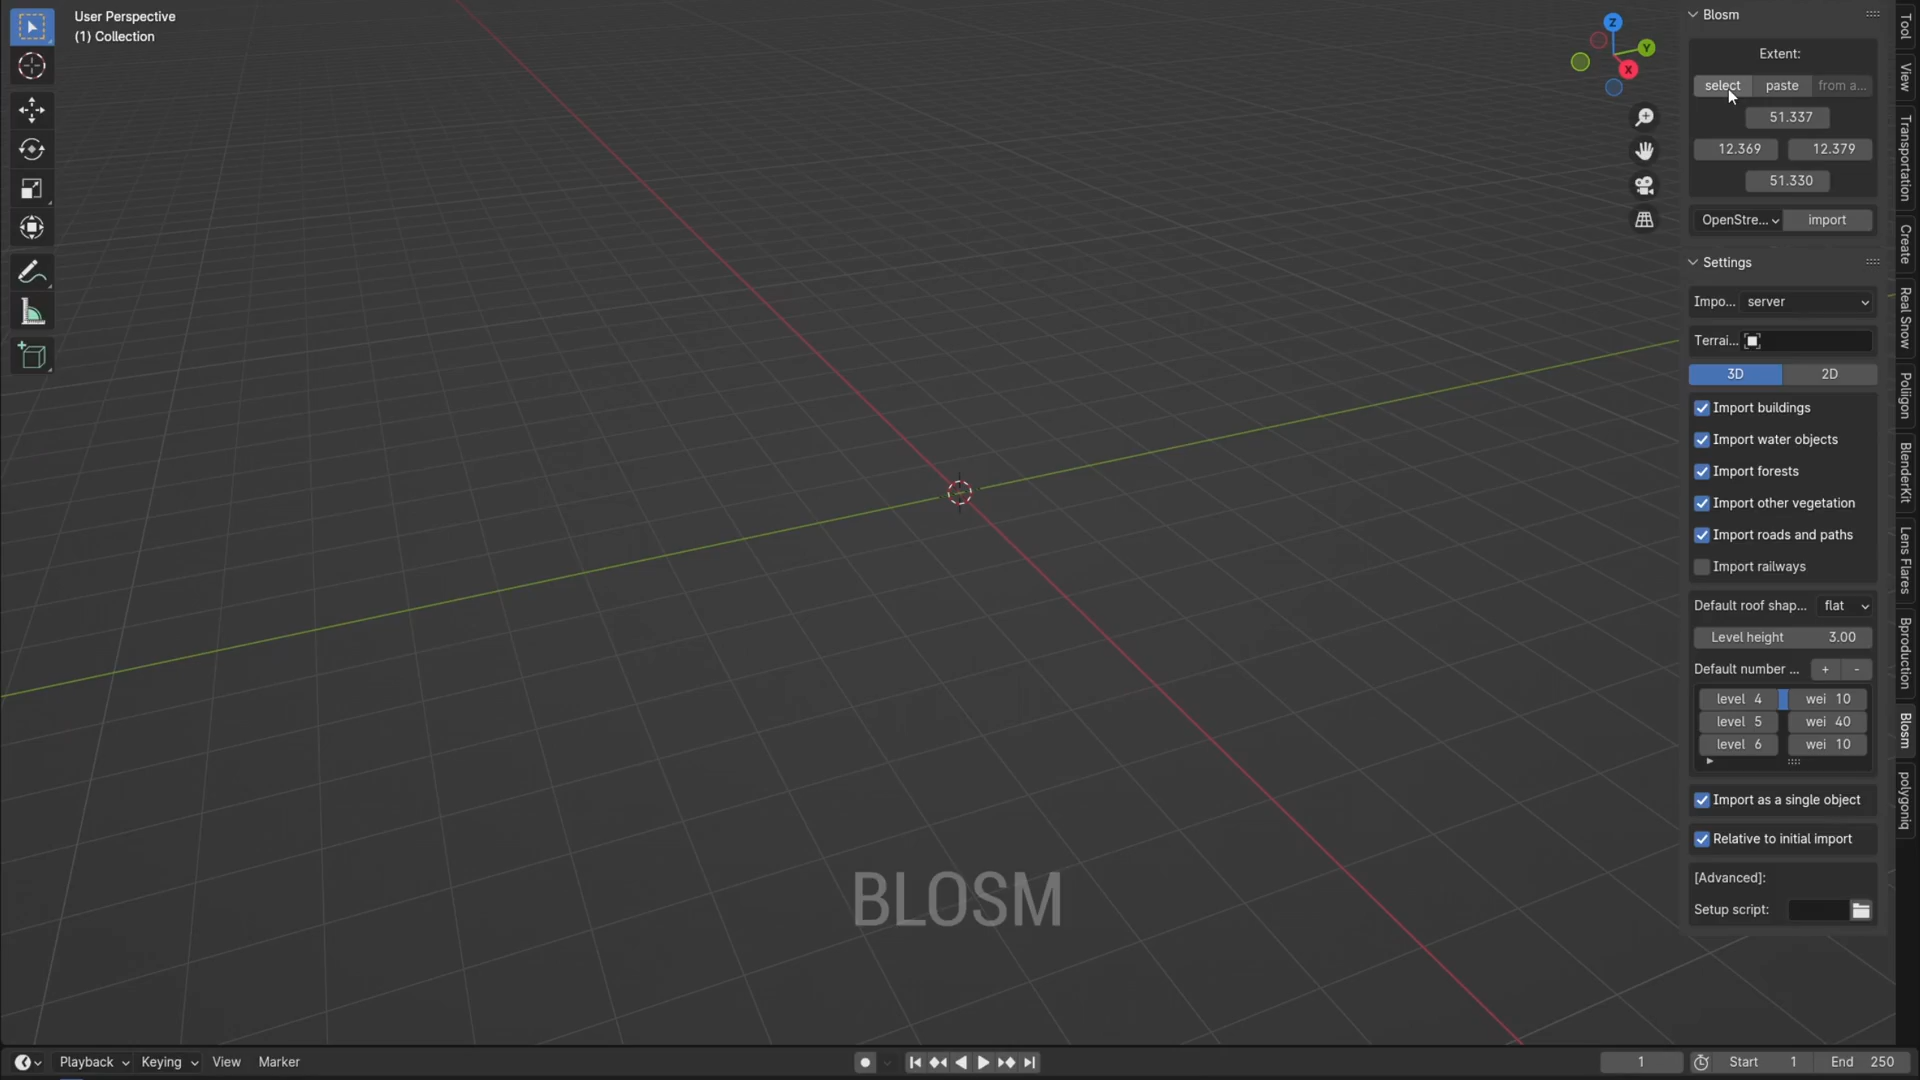 User Perspective
(1) Collection
Z
Y
X
Blosm
Extent:
select paste from a...
51.337
12.369 12.379
51.330
OpenStre... import
Settings
Impo... server
Terrai...
3D 2D
Import buildings
Import water objects
Import forests
Import other vegetation
Import roads and paths
Import railways
Default roof shap... flat
Level height 3.00
Default number ... + -
level 4 wei 10
level 5 wei 40
level 6 wei 10
Import as a single object
Relative to initial import
[Advanced]:
Setup script:
Tool
View
Transportation
Create
Real Snow
Poliigon
BlenderKit
Lens Flares
Bproduction
Blosm
polygoniq
BLOSM
Playback Keying View Marker 1 Start 1 End 250